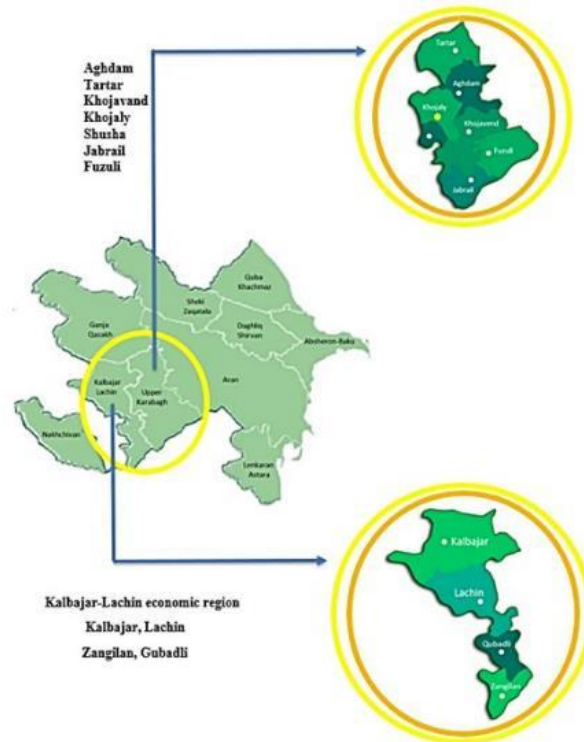 Aghdam
Tartar
Khojavand
Khojaly
Shusha
Jabrail
Fuzuli
Tartar
Aghdam
Khojaly
Khojavend
Fuzuli
Jabrail
Guba
Khachmaz
Sheki
Zaqatala
Ganja
Qazakh
Daghliq
Shirvan
Absheron-Baku
Kalbajar
Lachin
Upper
Karabagh
Aran
Nakhchivan
Lenkaran
Astara
Kalbajar-Lachin economic region
Kalbajar, Lachin
Zangilan, Gubadli
Kalbajar
Lachin
Qubadli
Zangilan